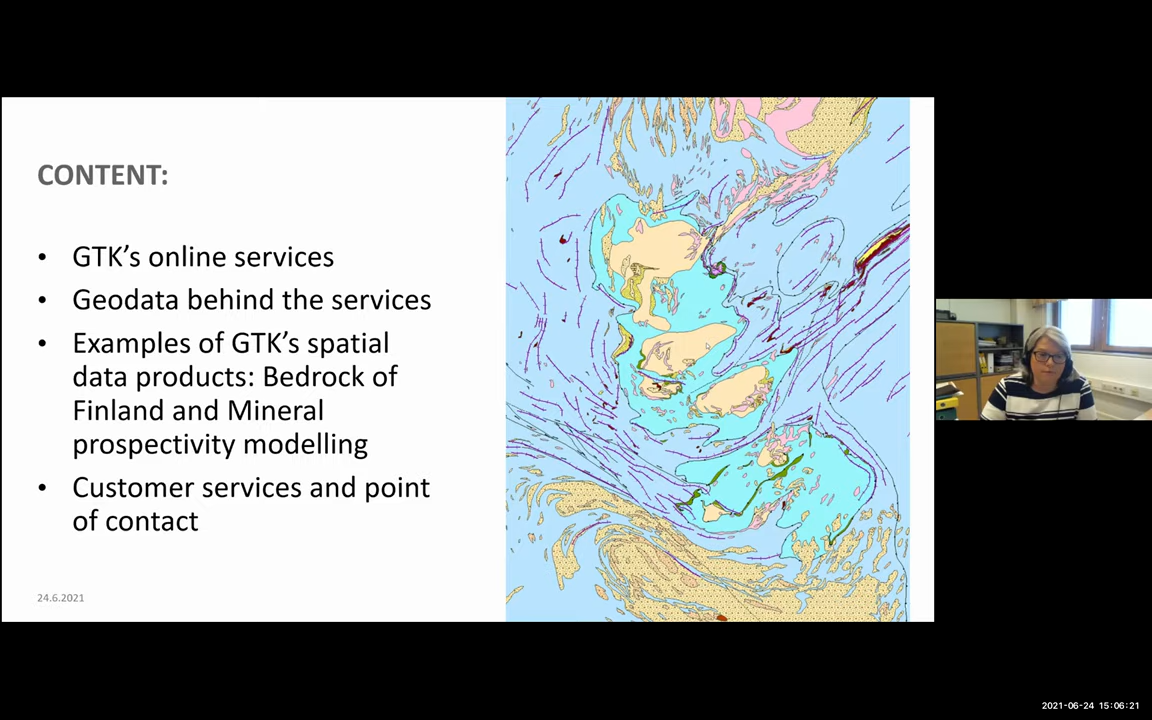 CONTENT:
• GTK's online services
• Geodata behind the services
• Examples of GTK's spatial
data products: Bedrock of
Finland and Mineral
prospectivity modelling
• Customer services and point
of contact
24.6.2021
2021-06-24 15:06:21